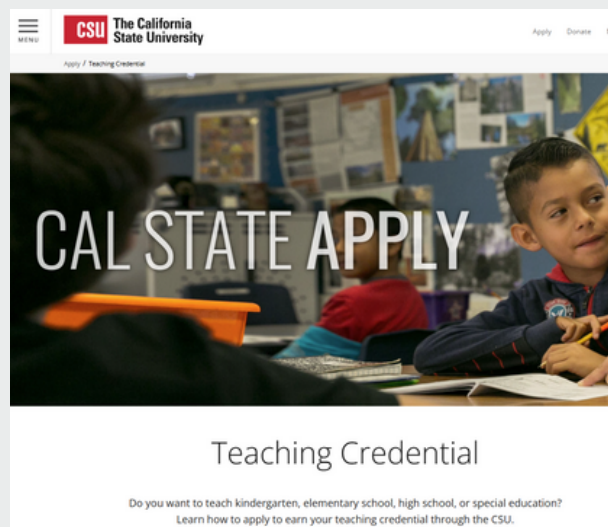 MENU
CSU The California
State University
Apply Donate
Apply / Teaching Credential
CAL STATE APPLY
Teaching Credential
Do you want to teach kindergarten, elementary school, high school, or special education?
Learn how to apply to earn your teaching credential through the CSU.